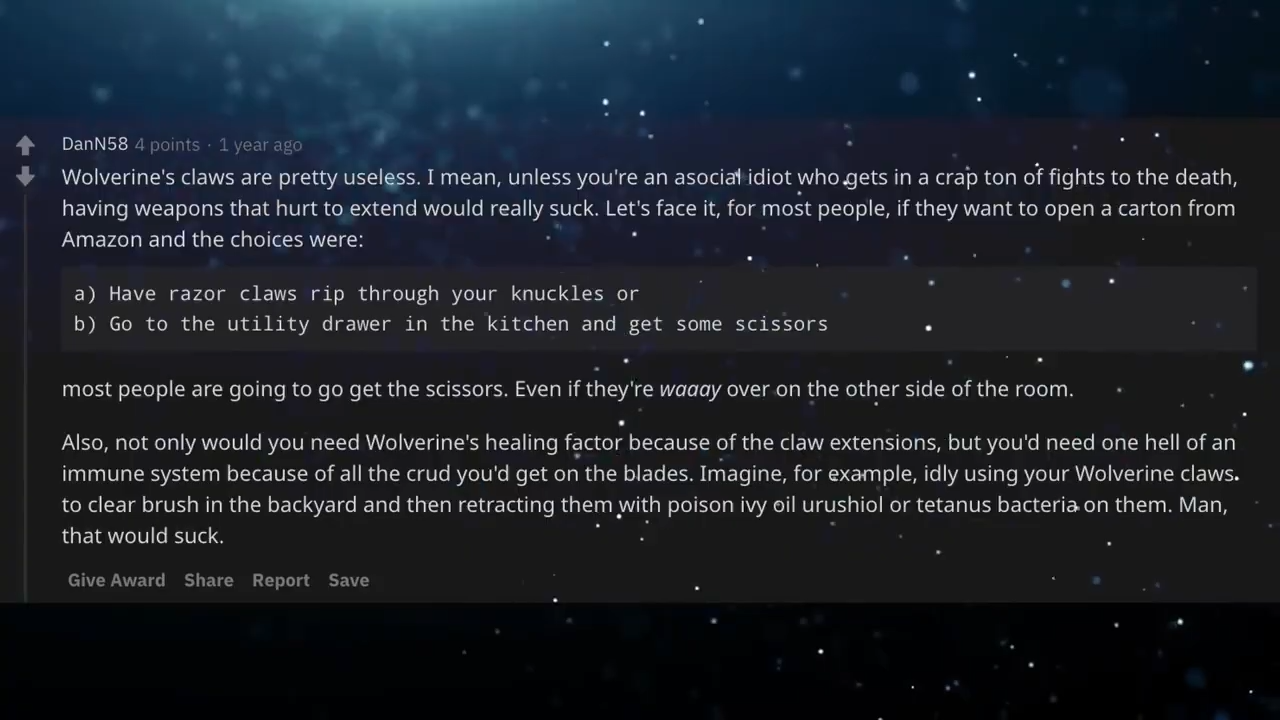 DanN58 4 points · 1 year ago
Wolverine's claws are pretty useless. I mean, unless you're an asocial idiot who gets in a crap ton of fights to the death,
having weapons that hurt to extend would really suck. Let's face it, for most people, if they want to open a carton from
Amazon and the choices were:
a) Have razor claws rip through your knuckles or
b) Go to the utility drawer in the kitchen and get some scissors
most people are going to go get the scissors. Even if they're waaay over on the other side of the room.
Also, not only would you need Wolverine's healing factor because of the claw extensions, but you'd need one hell of an
immune system because of all the crud you'd get on the blades. Imagine, for example, idly using your Wolverine claws
to clear brush in the backyard and then retracting them with poison ivy oil urushiol or tetanus bacteria on them. Man,
that would suck.
Give Award Share Report Save